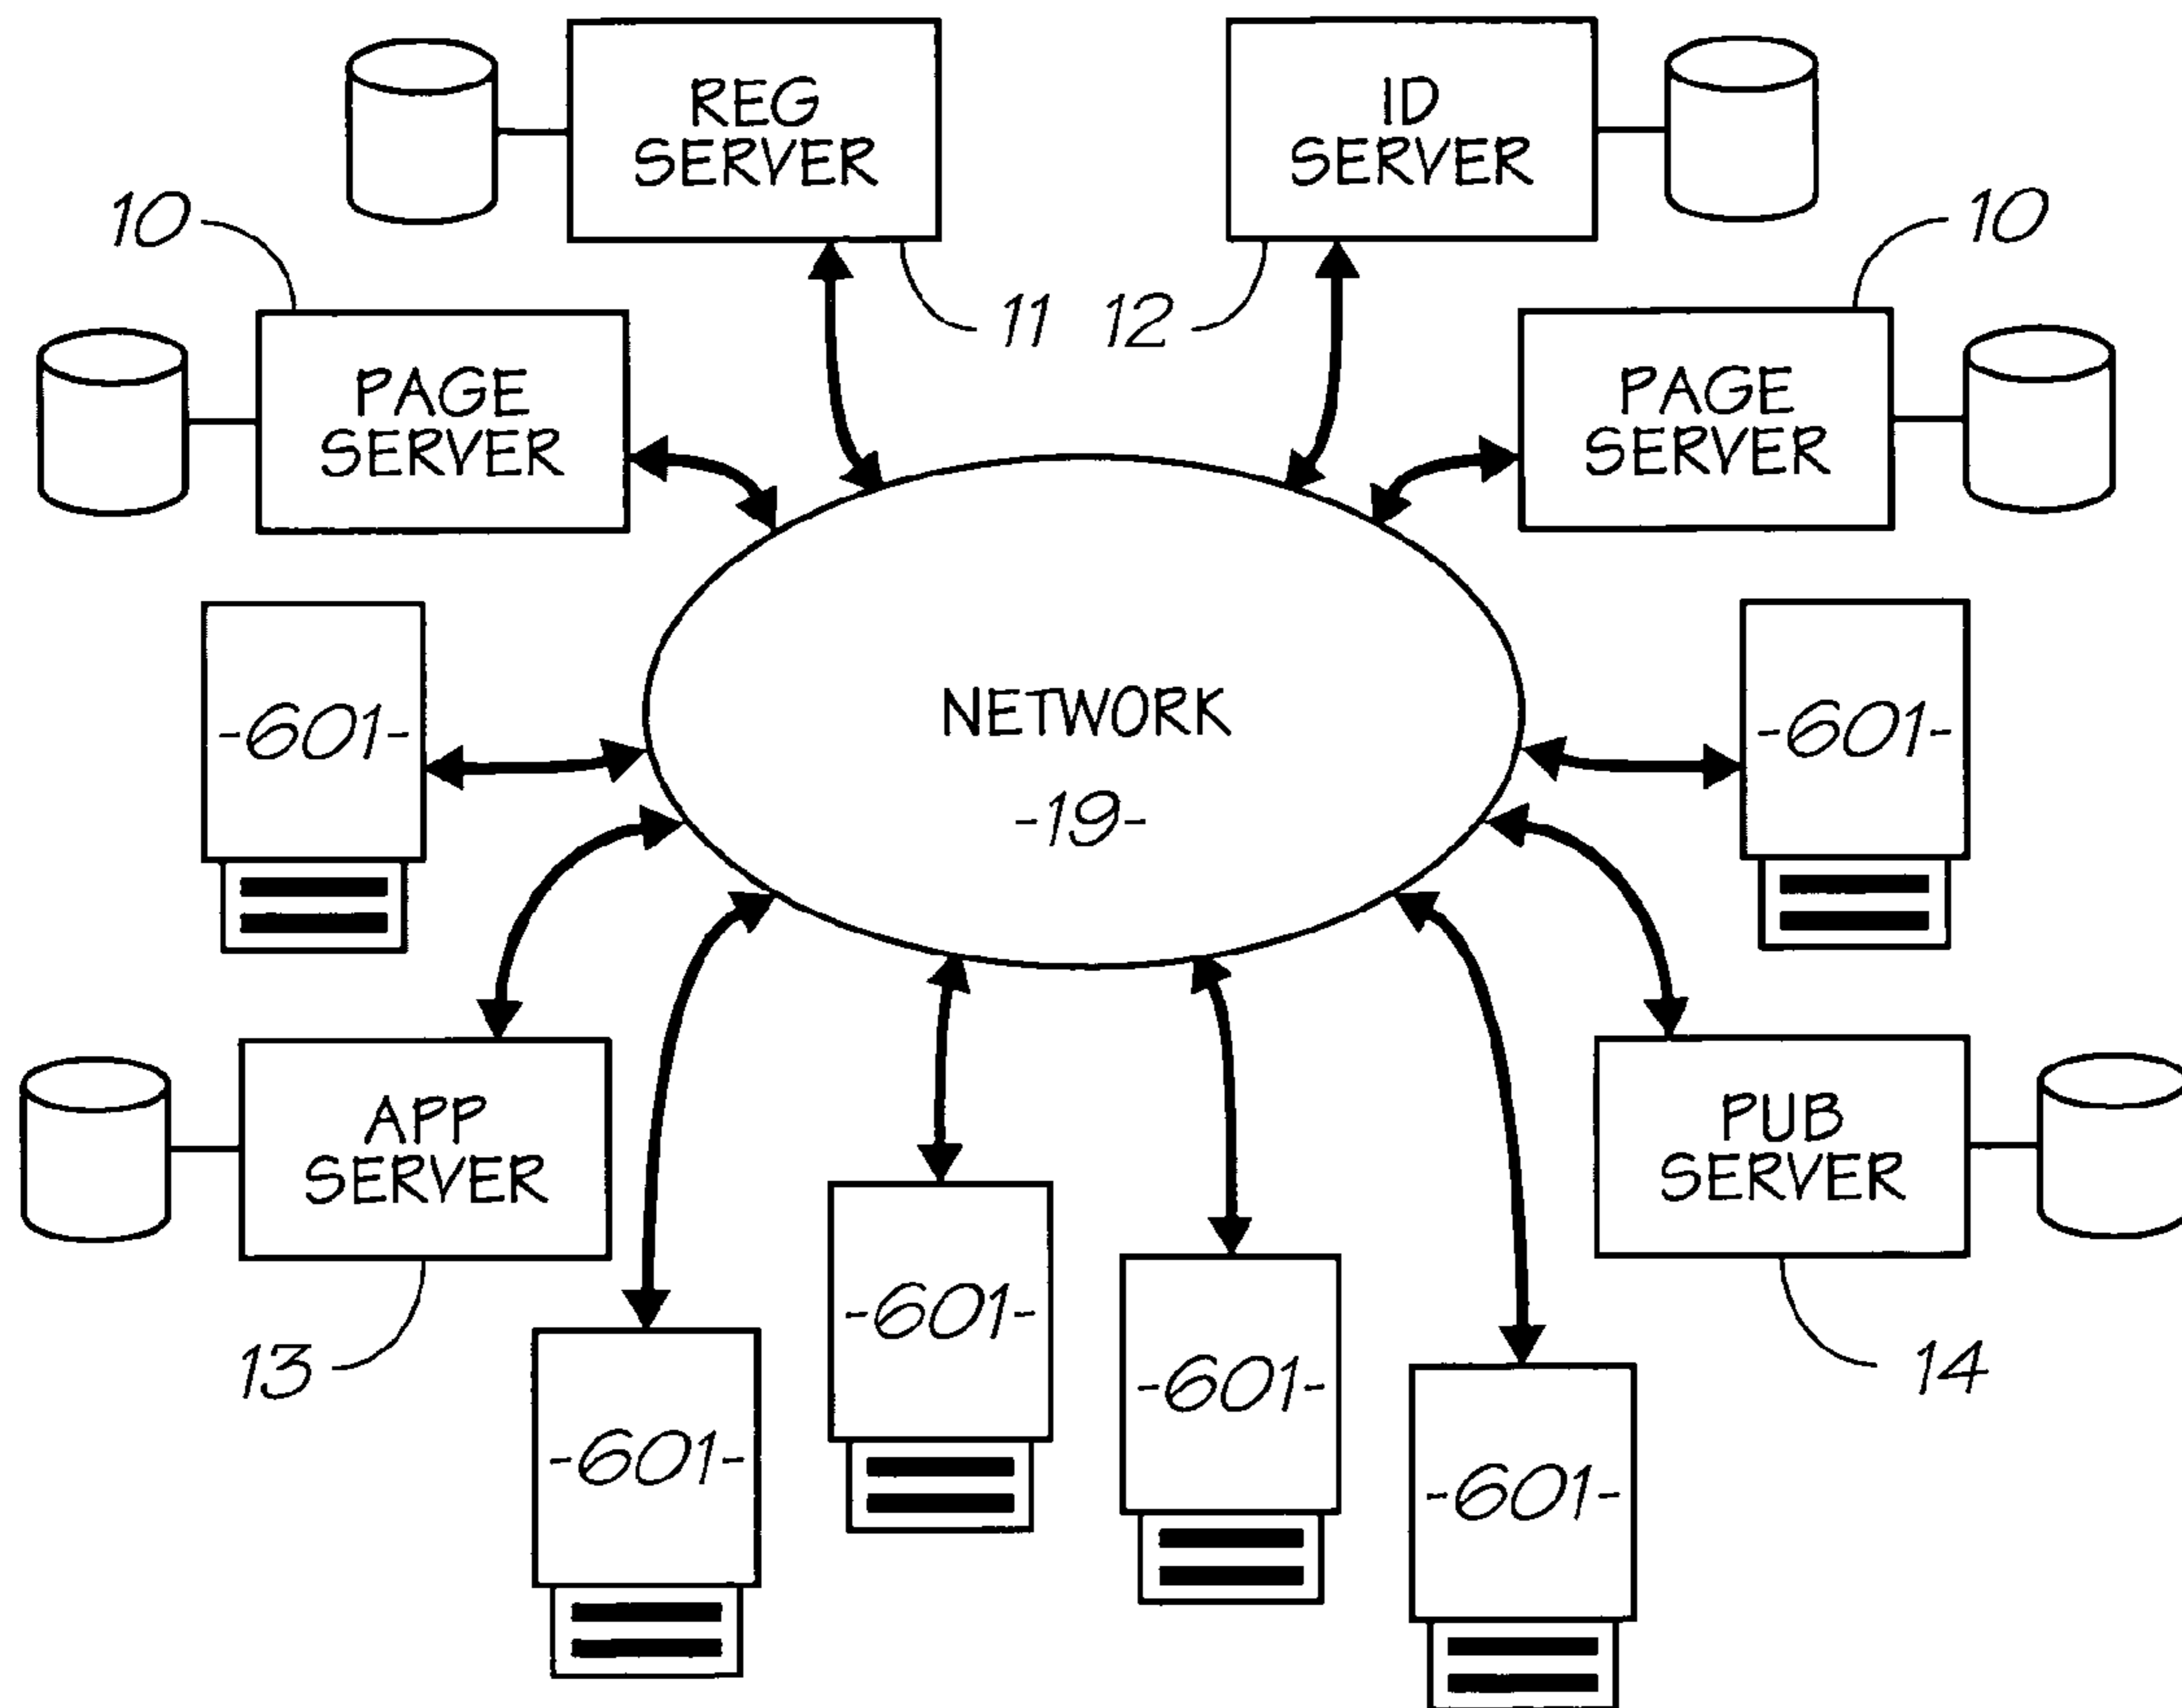 REG
SERVER
ID
SERVER
10
10
11
12
PAGE
SERVER
PAGE
SERVER
-601-
NETWORK
-19-
-601-
APP
SERVER
PUB
SERVER
13
14
-601-
-601-
-601-
-601-